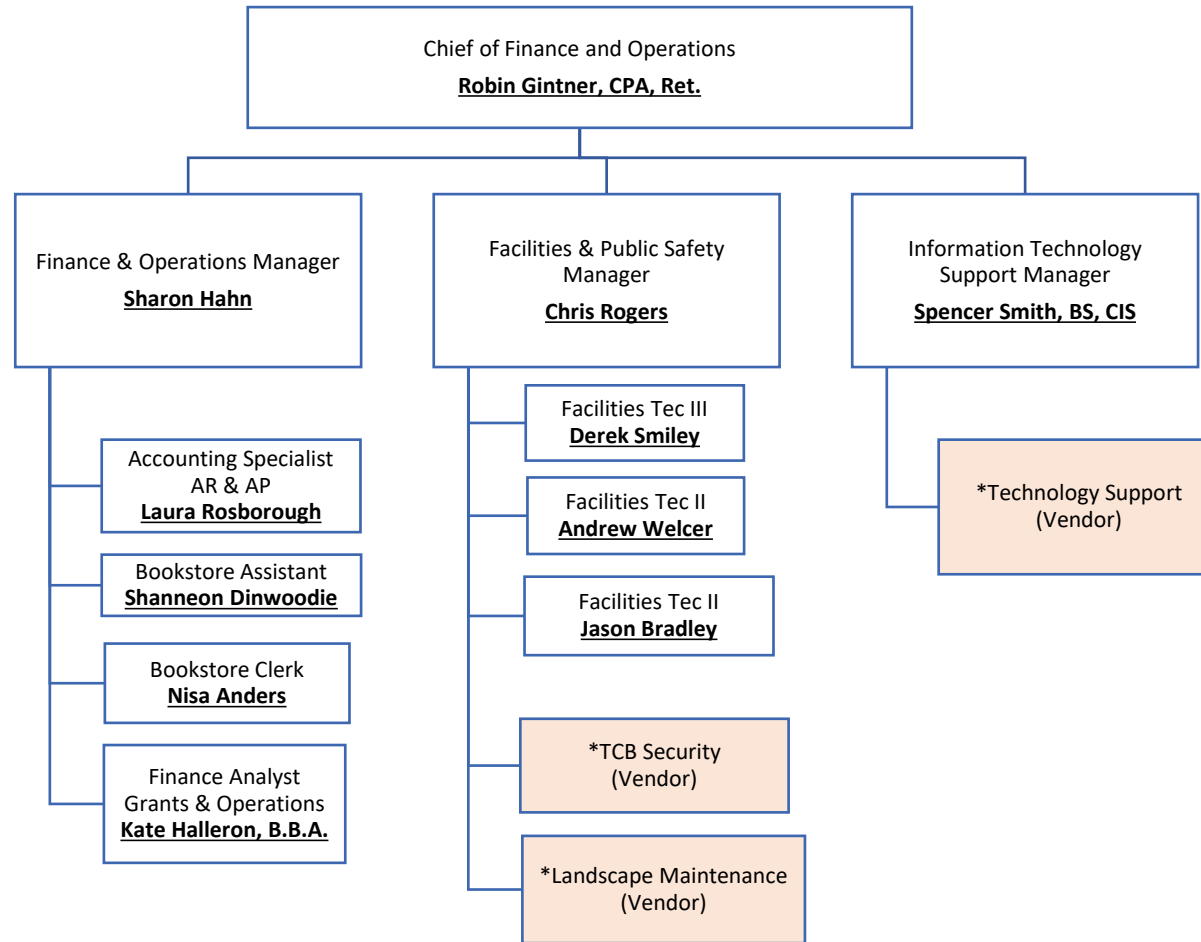 Chief of Finance and Operations
Robin Gintner, CPA, Ret.
Finance & Operations Manager
Sharon Hahn
Accounting Specialist
AR & AP
Laura Rosborough
Bookstore Assistant
Shanneon Dinwoodie
Bookstore Clerk
Nisa Anders
Finance Analyst
Grants & Operations
Kate Halleron, B.B.A.
Facilities & Public Safety
Manager
Chris Rogers
Facilities Tec III
Derek Smiley
Facilities Tec II
Andrew Welcer
Facilities Tec II
Jason Bradley
*TCB Security
(Vendor)
*Landscape Maintenance
(Vendor)
Information Technology
Support Manager
Spencer Smith, BS, CIS
*Technology Support
(Vendor)